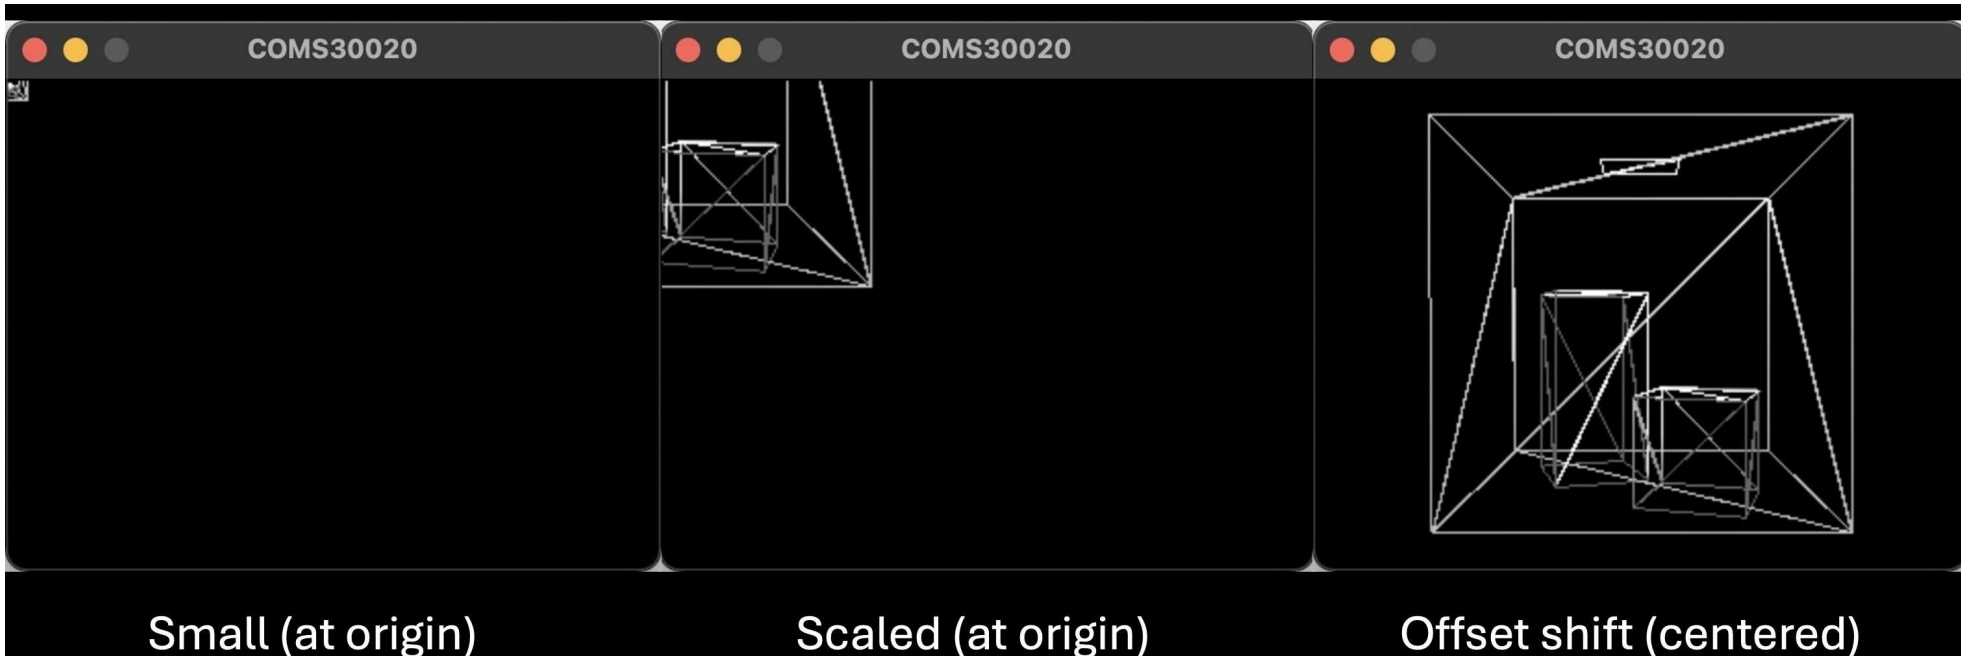 COMS30020
COMS30020
COMS30020
Small (at origin)
Scaled (at origin)
Offset shift (centered)